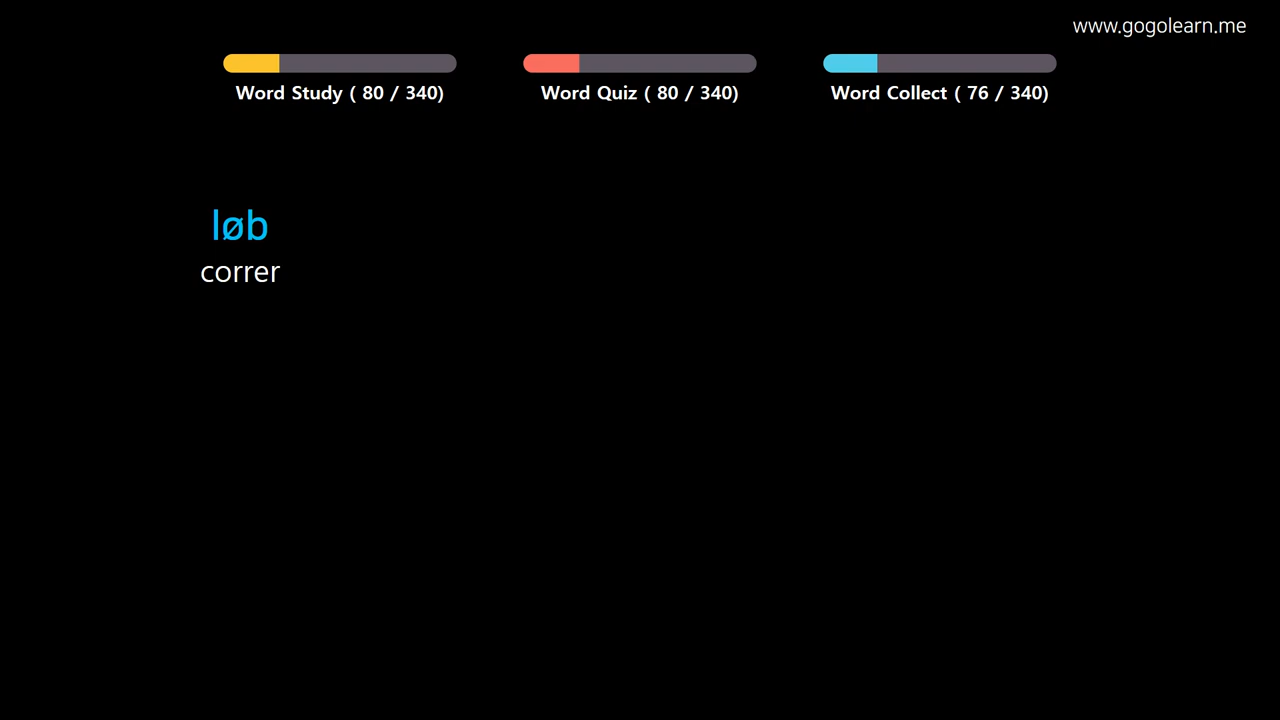 www.gogolearn.me
Word Study ( 80 / 340)
Word Quiz ( 80 / 340)
Word Collect ( 76 / 340)
løb
correr